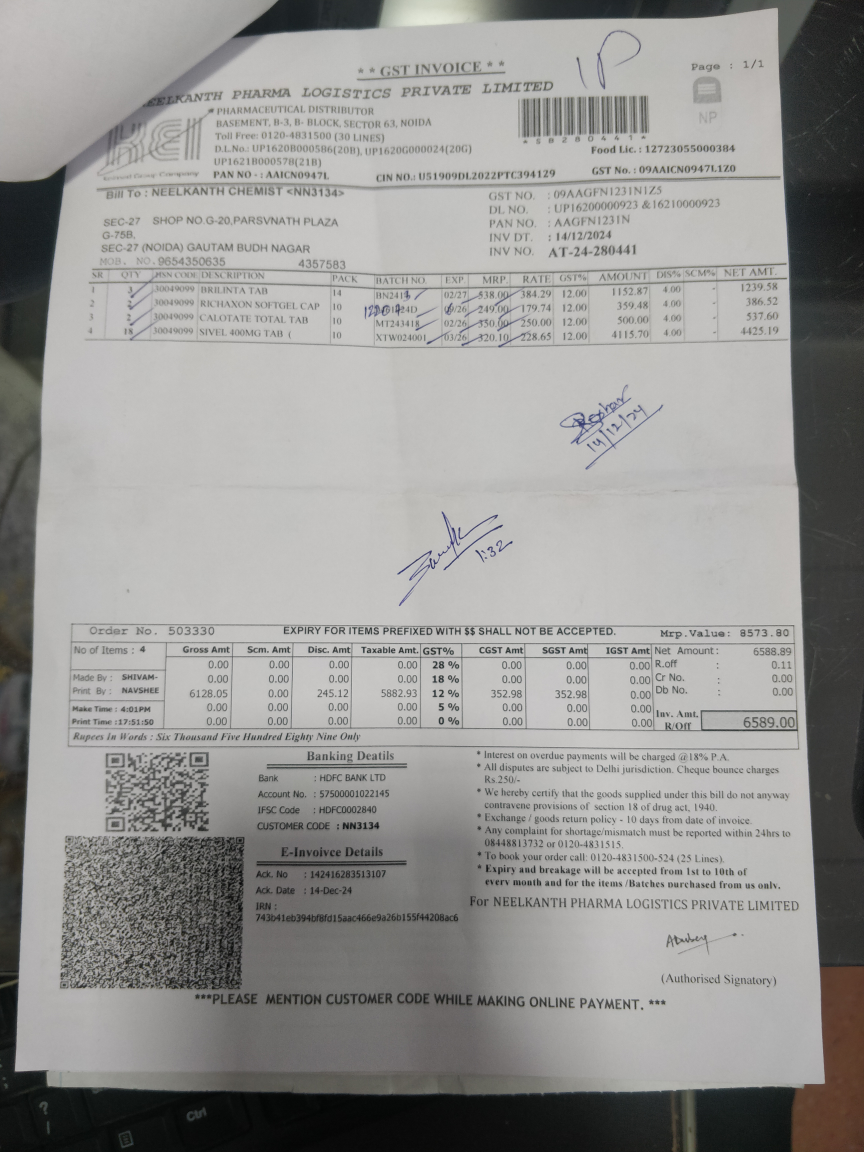 * * GST INVOICE * *
IP
Page : 1/1
NEELKANTH PHARMA LOGISTICS PRIVATE LIMITED
* PHARMACEUTICAL DISTRIBUTOR
BASEMENT, B-3, B- BLOCK, SECTOR 63, NOIDA
Toll Free: 0120-4831500 (30 LINES)
D.L.No.: UP1620B000586(20B), UP1620G000024(20G)
UP1621B000578(21B)
PAN NO - : AAICN0947L
CIN NO.: U51909DL2022PTC394129
*5B280441*
NP
Food Lic. : 12723055000384
GST No. : 09AAICN0947L1Z0
Bill To : NEELKANTH CHEMIST <NN3134>
SEC-27 SHOP NO.G-20,PARSVNATH PLAZA
G-75B,
SEC-27 (NOIDA) GAUTAM BUDH NAGAR
MOB. NO.9654350635 4357583
GST NO. : 09AAGFN1231N1Z5
DL NO. : UP16200000923 &16210000923
PAN NO. : AAGFN1231N
INV DT. : 14/12/2024
INV NO. AT-24-280441
SR QTY HSN CODE DESCRIPTION PACK BATCH NO. EXP. MRP. RATE GST% AMOUNT DIS% SCM% NET AMT.
1 3 30049099 BRILINTA TAB 14 02/27 538.00 384.29 12.00 1152.87 4.00 - 1239.58
2 2 30049099 RICHAXON SOFTGEL CAP 10 249.00 179.74 12.00 359.48 4.00 - 386.52
3 2 30049099 CALOTATE TOTAL TAB 10 MT243418 02/26 350.00 250.00 12.00 500.00 4.00 - 537.60
4 18 30049099 SIVEL 400MG TAB ( 10 XTW024001 03/26 320.10 228.65 12.00 4115.70 4.00 - 4425.19
14/12/24
1:32
Order No. 503330 EXPIRY FOR ITEMS PREFIXED WITH $$ SHALL NOT BE ACCEPTED. Mrp.Value: 8573.80
No of Items : 4 Gross Amt Scm. Amt Disc. Amt Taxable Amt. GST% CGST Amt SGST Amt IGST Amt Net Amount: 6588.89
0.00 0.00 0.00 0.00 28 % 0.00 0.00 0.00 R.off : 0.11
Made By : SHIVAM- 0.00 0.00 0.00 0.00 18 % 0.00 0.00 0.00 Cr No. : 0.00
Print By : NAVSHEE 6128.05 0.00 245.12 5882.93 12 % 352.98 352.98 0.00 Db No. : 0.00
Make Time : 4:01PM 0.00 0.00 0.00 0.00 5 % 0.00 0.00 0.00
Print Time :17:51:50 0.00 0.00 0.00 0.00 0 % 0.00 0.00 0.00 Inv. Amt. R/Off 6589.00
Rupees In Words : Six Thousand Five Hundred Eighty Nine Only
Banking Deatils
Bank : HDFC BANK LTD
Account No. : 57500001022145
IFSC Code : HDFC0002840
CUSTOMER CODE : NN3134
E-Invoivce Details
Ack. No : 142416283513107
Ack. Date : 14-Dec-24
IRN :
743b41eb394bf8fd15aac466e9a26b155f44208ac6
* Interest on overdue payments will be charged @18% P.A.
* All disputes are subject to Delhi jurisdiction. Cheque bounce charges
Rs.250/-
* We hereby certify that the goods supplied under this bill do not anyway
contravene provisions of section 18 of drug act, 1940.
* Exchange / goods return policy - 10 days from date of invoice.
* Any complaint for shortage/mismatch must be reported within 24hrs to
08448813732 or 0120-4831515.
* To book your order call: 0120-4831500-524 (25 Lines).
* Expiry and breakage will be accepted from 1st to 10th of
every month and for the items /Batches purchased from us only.
For NEELKANTH PHARMA LOGISTICS PRIVATE LIMITED
(Authorised Signatory)
***PLEASE MENTION CUSTOMER CODE WHILE MAKING ONLINE PAYMENT. ***
?
/
Ctrl